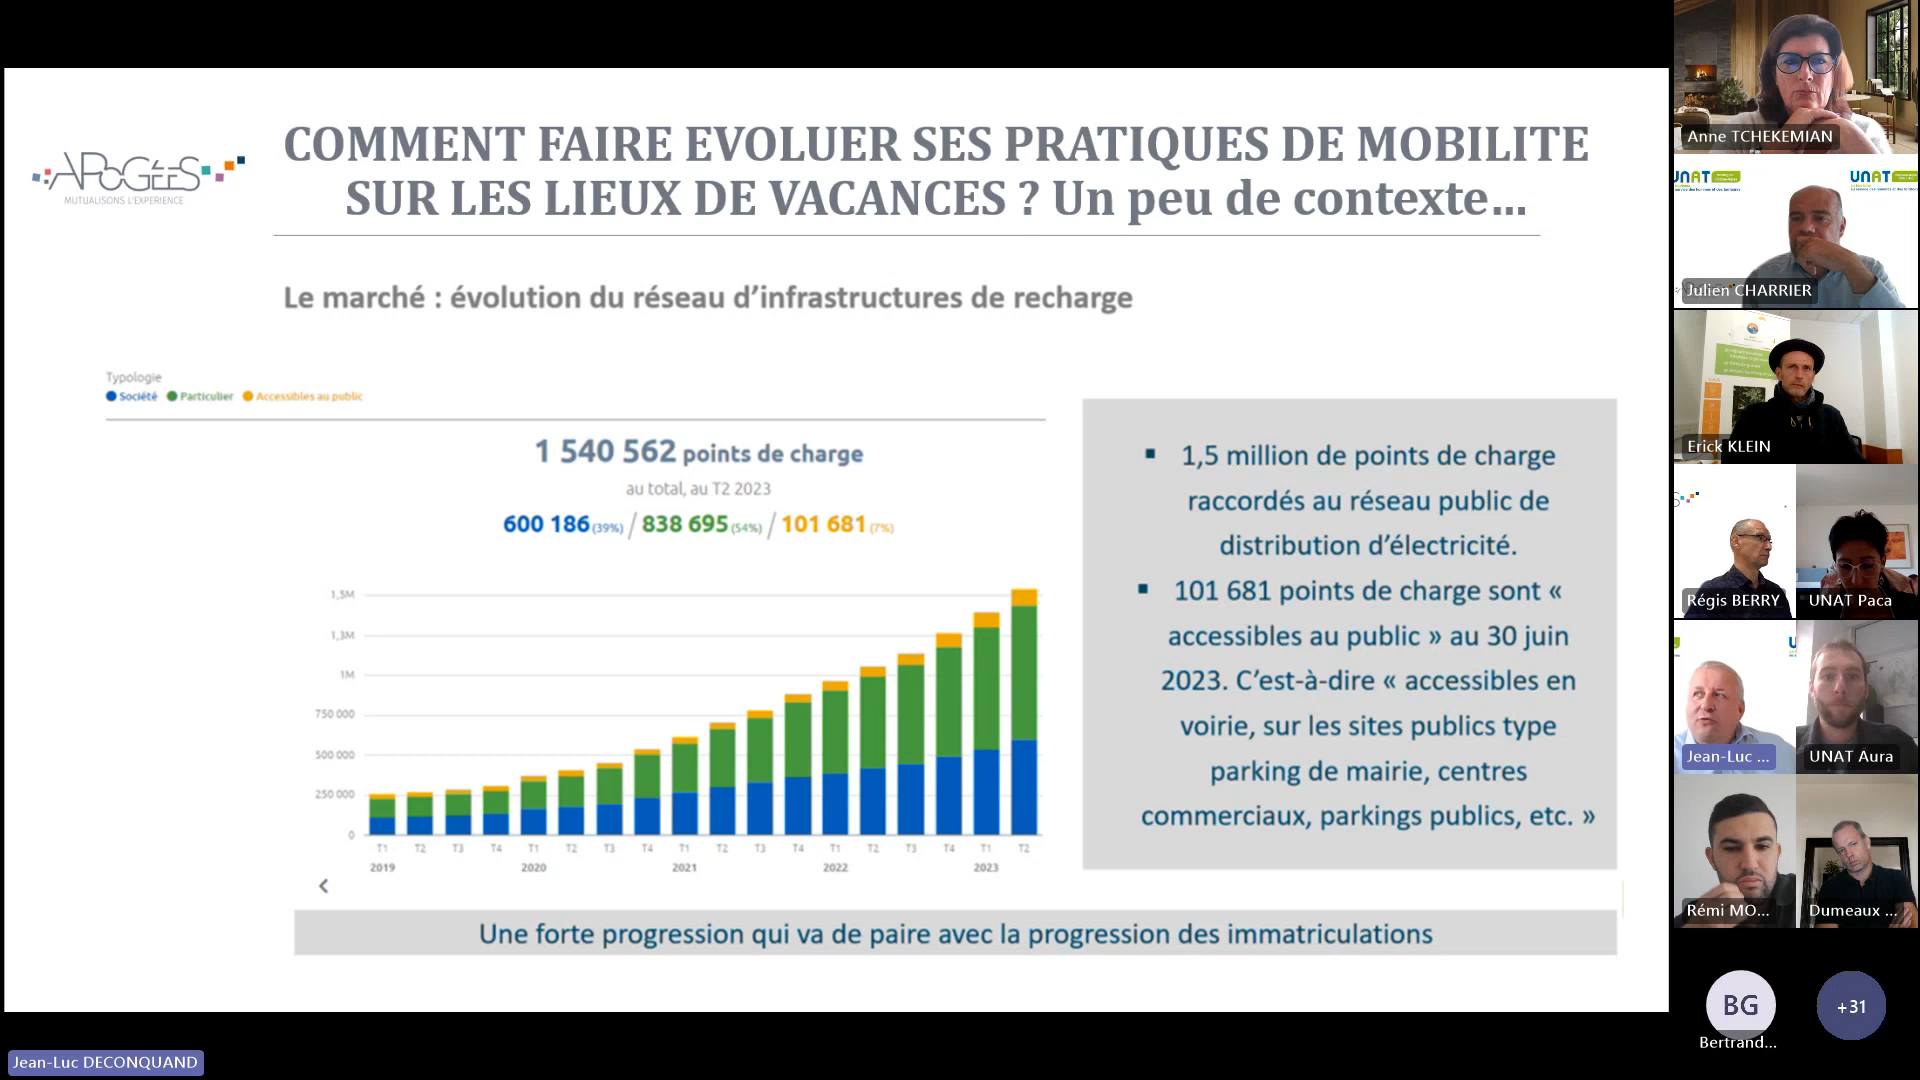 APOGÉES
MUTUALISONS L'EXPERIENCE
COMMENT FAIRE EVOLUER SES PRATIQUES DE MOBILITE
SUR LES LIEUX DE VACANCES ? Un peu de contexte...
Le marché : évolution du réseau d’infrastructures de recharge
Typologie
Société Particulier Accessibles au public
1 540 562 points de charge
au total, au T2 2023
600 186 (39%) / 838 695 (54%) / 101 681 (7%)
1,5M
1,3M
1M
750 000
500 000
250 000
0
T1 T2 T3 T4 T1 T2 T3 T4 T1 T2 T3 T4 T1 T2 T3 T4 T1 T2
2019 2020 2021 2022 2023
▪ 1,5 million de points de charge
raccordés au réseau public de
distribution d’électricité.
▪ 101 681 points de charge sont «
accessibles au public » au 30 juin
2023. C’est-à-dire « accessibles en
voirie, sur les sites publics type
parking de mairie, centres
commerciaux, parkings publics, etc. »
Une forte progression qui va de paire avec la progression des immatriculations
Jean-Luc DECONQUAND
Anne TCHEKEMIAN
UNAT
UNAT
Julien CHARRIER
Erick KLEIN
Régis BERRY
UNAT Paca
Jean-Luc ...
UNAT Aura
Rémi MO...
Dumeaux ...
BG
Bertrand...
+31